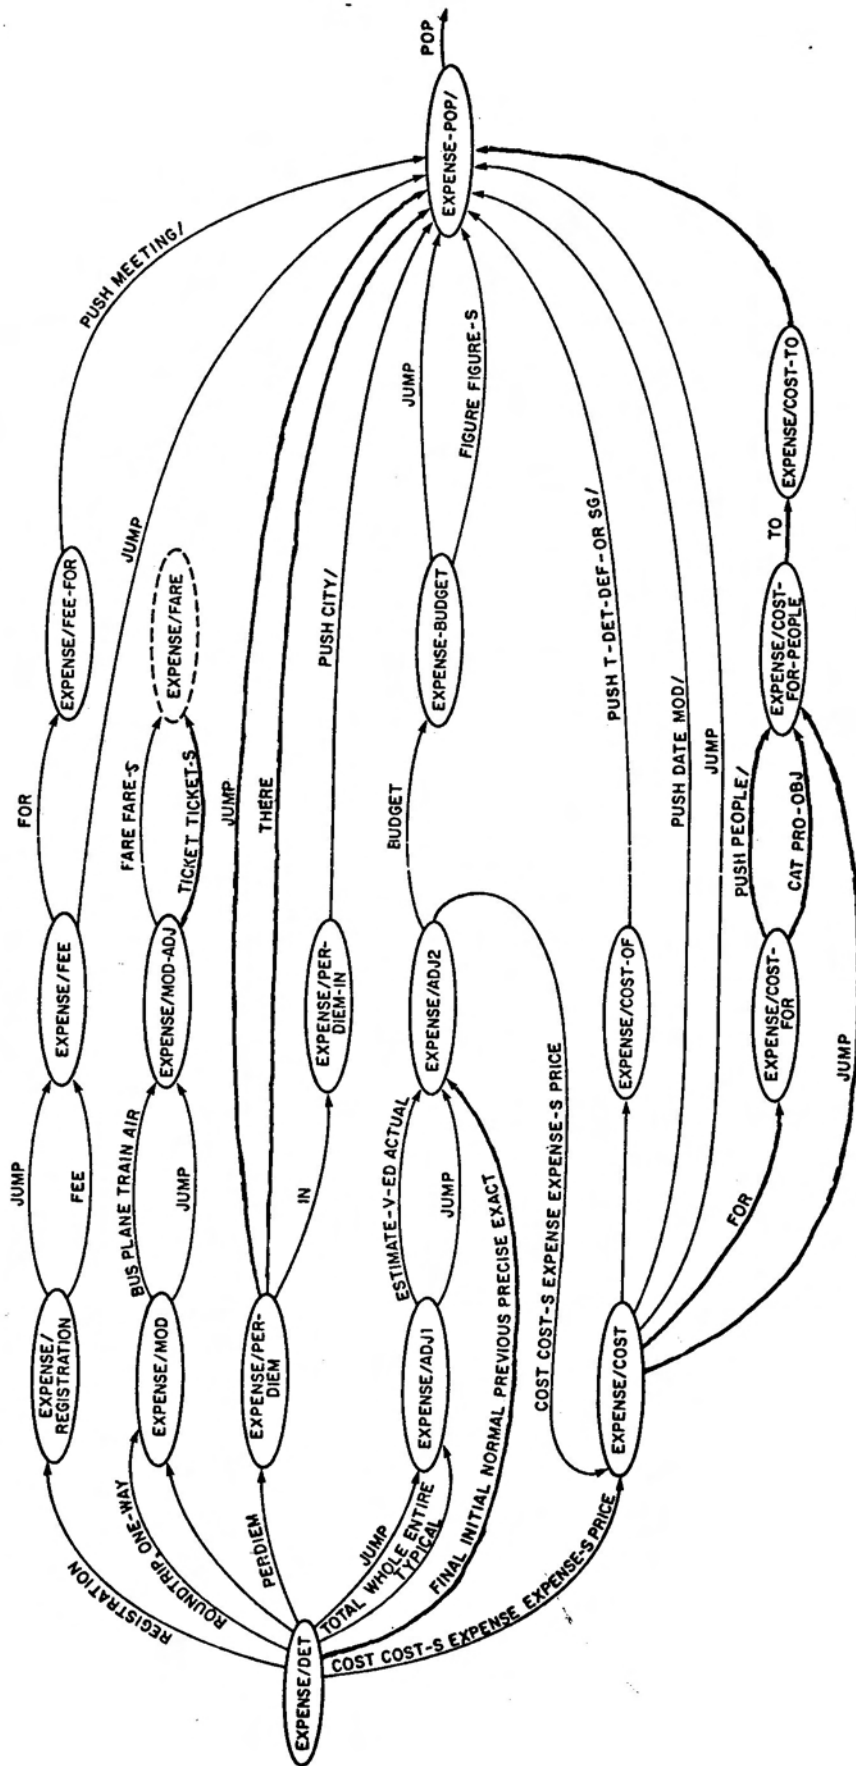 EXPENSE/DET
REGISTRATION
ROUNDTRIP ONE-WAY
PERDIEM
JUMP
TOTAL WHOLE ENTIRE
TYPICAL
FINAL INITIAL NORMAL PREVIOUS PRECISE EXACT
COST COST-S EXPENSE EXPENSE-S PRICE
EXPENSE/
REGISTRATION
JUMP
FEE
EXPENSE/FEE
FOR
EXPENSE/FEE-FOR
PUSH MEETING/
JUMP
EXPENSE/MOD
BUS PLANE TRAIN AIR
JUMP
EXPENSE/MOD-ADJ
FARE FARE-S
TICKET TICKET-S
EXPENSE/FARE
EXPENSE/PER-
DIEM
JUMP
THERE
IN
EXPENSE/PER-
DIEM-IN
PUSH CITY/
EXPENSE/ADJ1
ESTIMATE-V-ED ACTUAL
JUMP
EXPENSE/ADJ2
BUDGET
EXPENSE-BUDGET
JUMP
FIGURE FIGURE-S
COST COST-S EXPENSE EXPENSE-S PRICE
EXPENSE/COST
EXPENSE/COST-OF
PUSH T-DET-DEF-OR SG/
PUSH DATE MOD/
JUMP
FOR
EXPENSE/COST-
FOR
PUSH PEOPLE/
CAT PRO-OBJ
JUMP
EXPENSE/COST-
FOR-PEOPLE
TO
EXPENSE/COST-TO
EXPENSE-POP/
POP